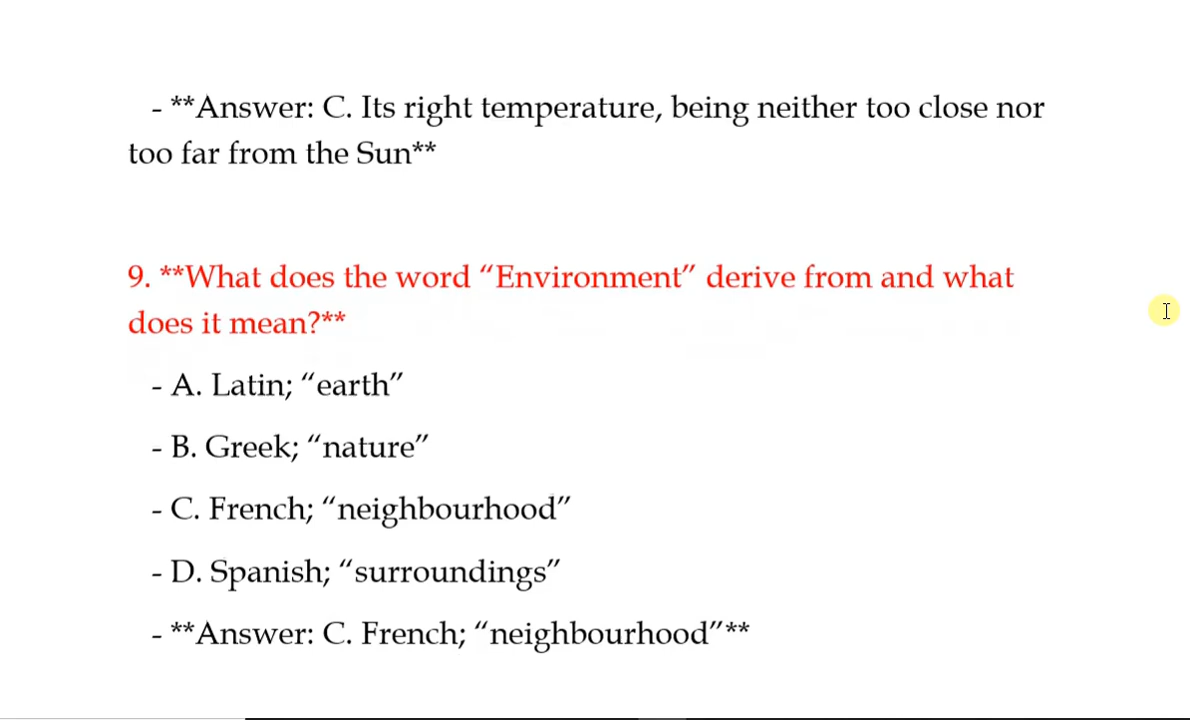 - **Answer: C. Its right temperature, being neither too close nor
too far from the Sun**
9. **What does the word “Environment” derive from and what
does it mean?**
- A. Latin; “earth”
- B. Greek; “nature”
- C. French; “neighbourhood”
- D. Spanish; “surroundings”
- **Answer: C. French; “neighbourhood”**